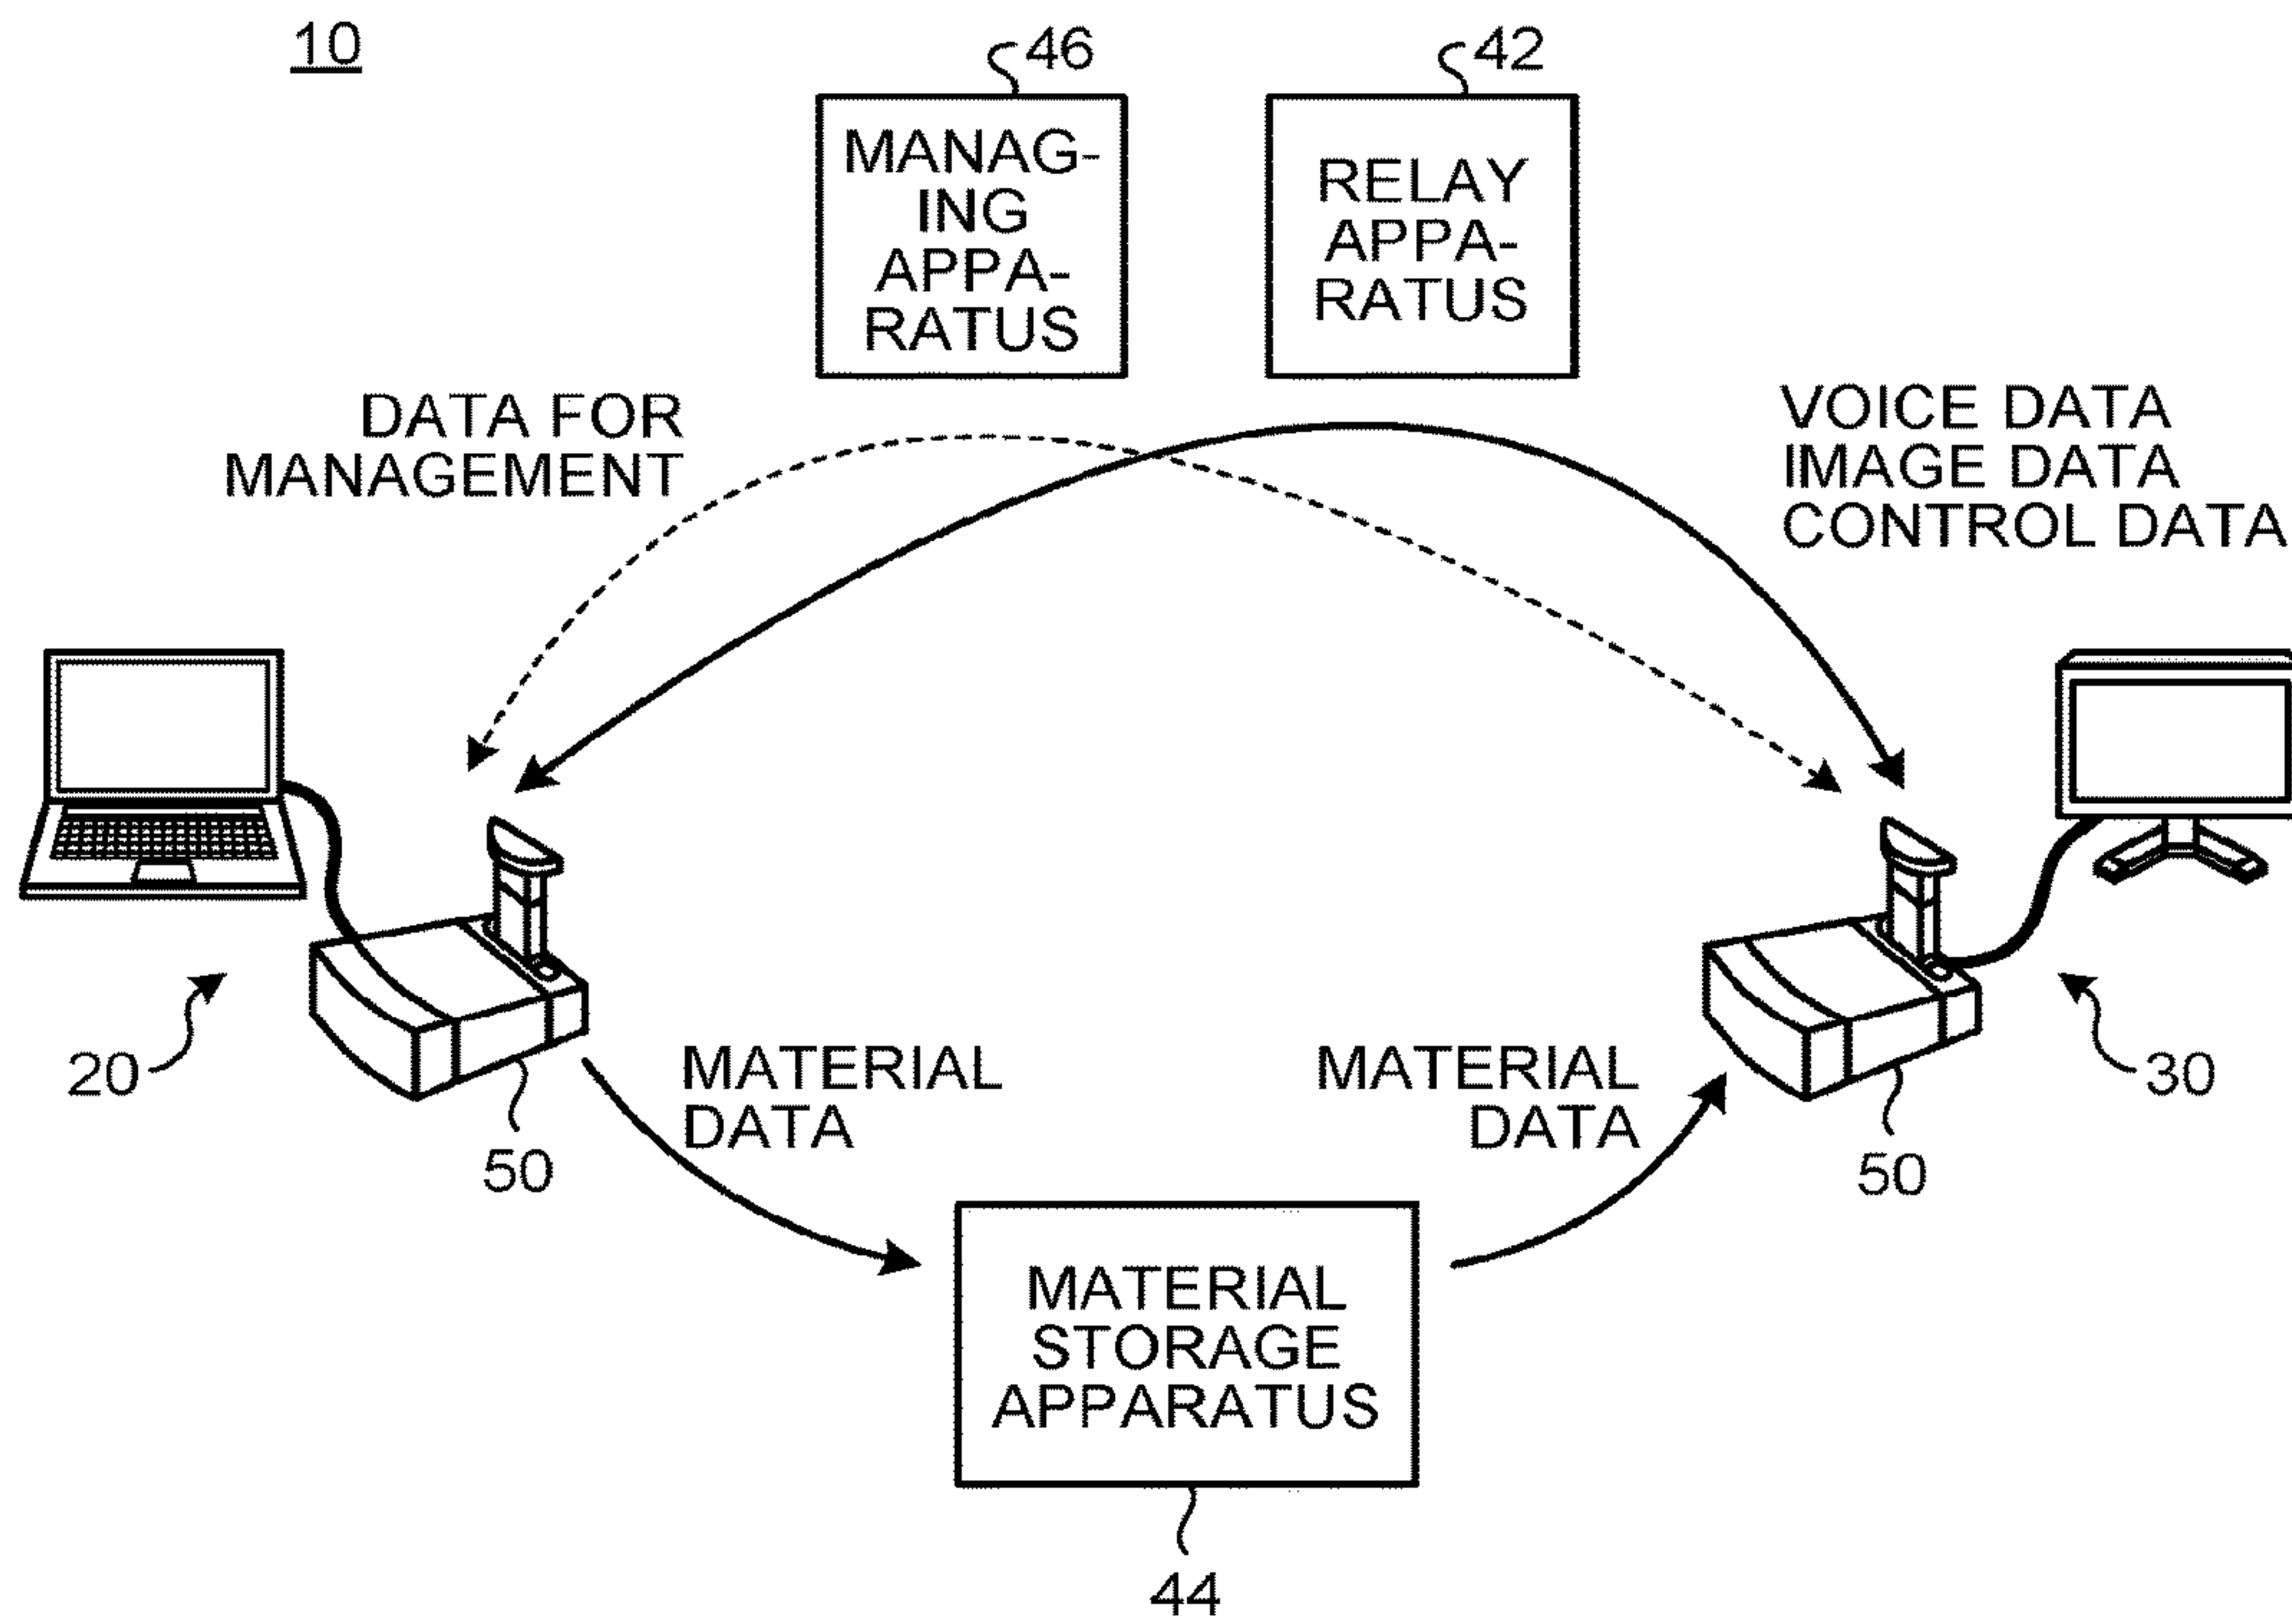 10
46
42
MANAG-
ING
APPA-
RATUS
RELAY
APPA-
RATUS
DATA FOR
MANAGEMENT
VOICE DATA
IMAGE DATA
CONTROL DATA
20
50
MATERIAL
DATA
MATERIAL
DATA
50
30
MATERIAL
STORAGE
APPARATUS
44